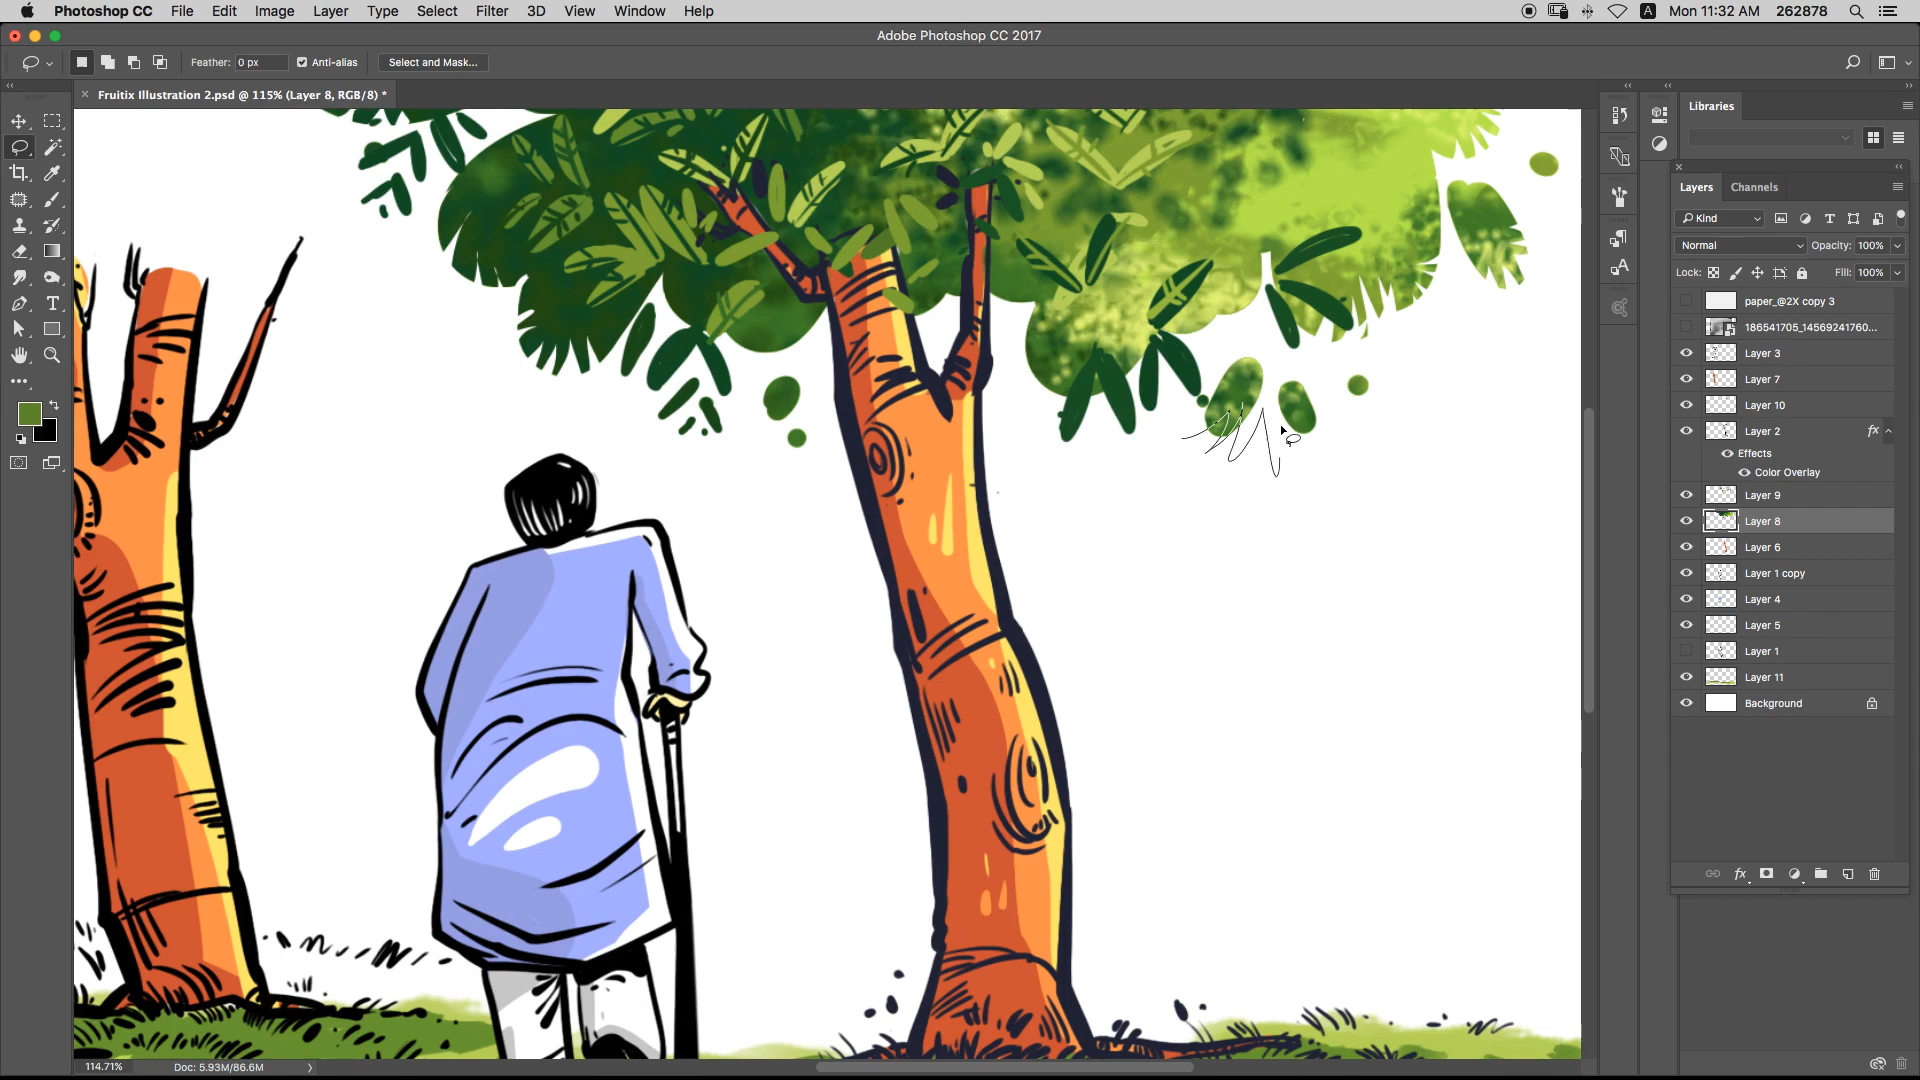 Photoshop CC File Edit Image Layer Type Select Filter 3D View Window Help
A Mon 11:32 AM 262878
Adobe Photoshop CC 2017
Feather: 0 px Anti-alias Select and Mask...
Fruitix Illustration 2.psd @ 115% (Layer 8, RGB/8) *
Libraries
Layers Channels
Kind
Normal Opacity: 100%
Lock: Fill: 100%
paper_@2X copy 3
186541705_14569241760...
Layer 3
Layer 7
Layer 10
Layer 2 fx
Effects
Color Overlay
Layer 9
Layer 8
Layer 6
Layer 1 copy
Layer 4
Layer 5
Layer 1
Layer 11
Background
fx
114.71% Doc: 5.93M/86.6M